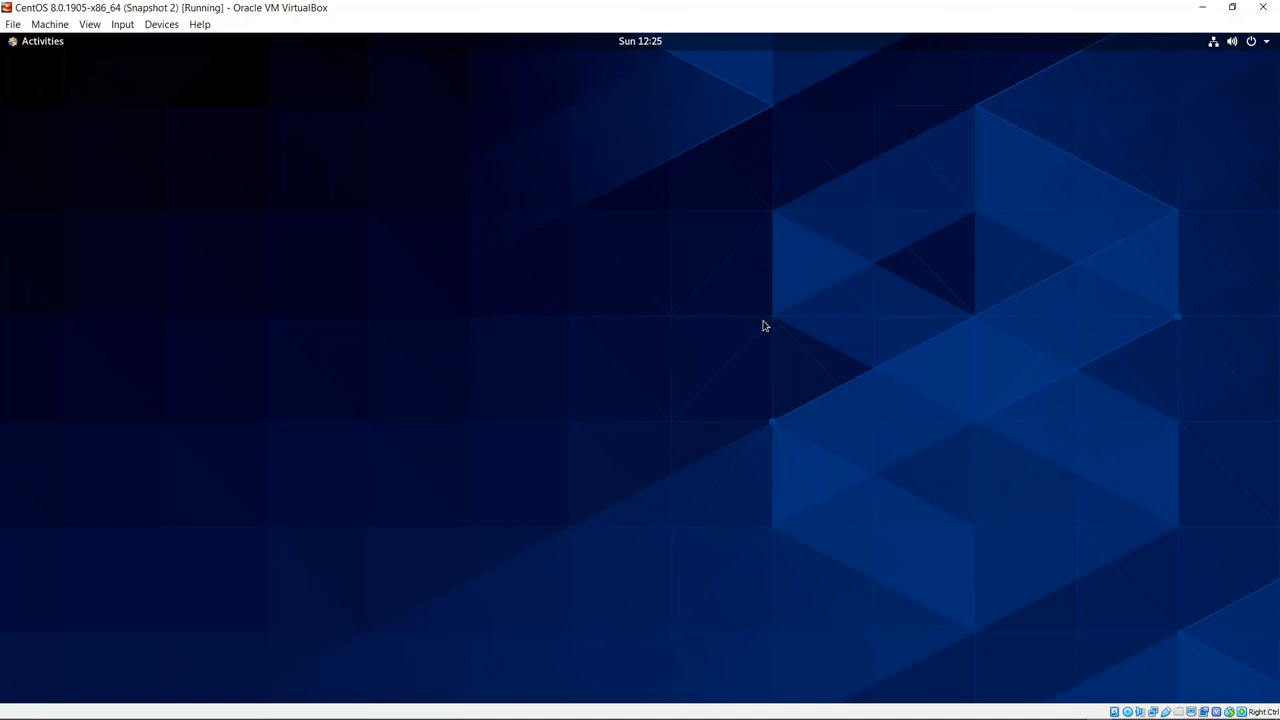 CentOS 8.0.1905-x86_64 (Snapshot 2) [Running] - Oracle VM VirtualBox
File Machine View Input Devices Help
Activities Sun 12:25
Right Ctrl